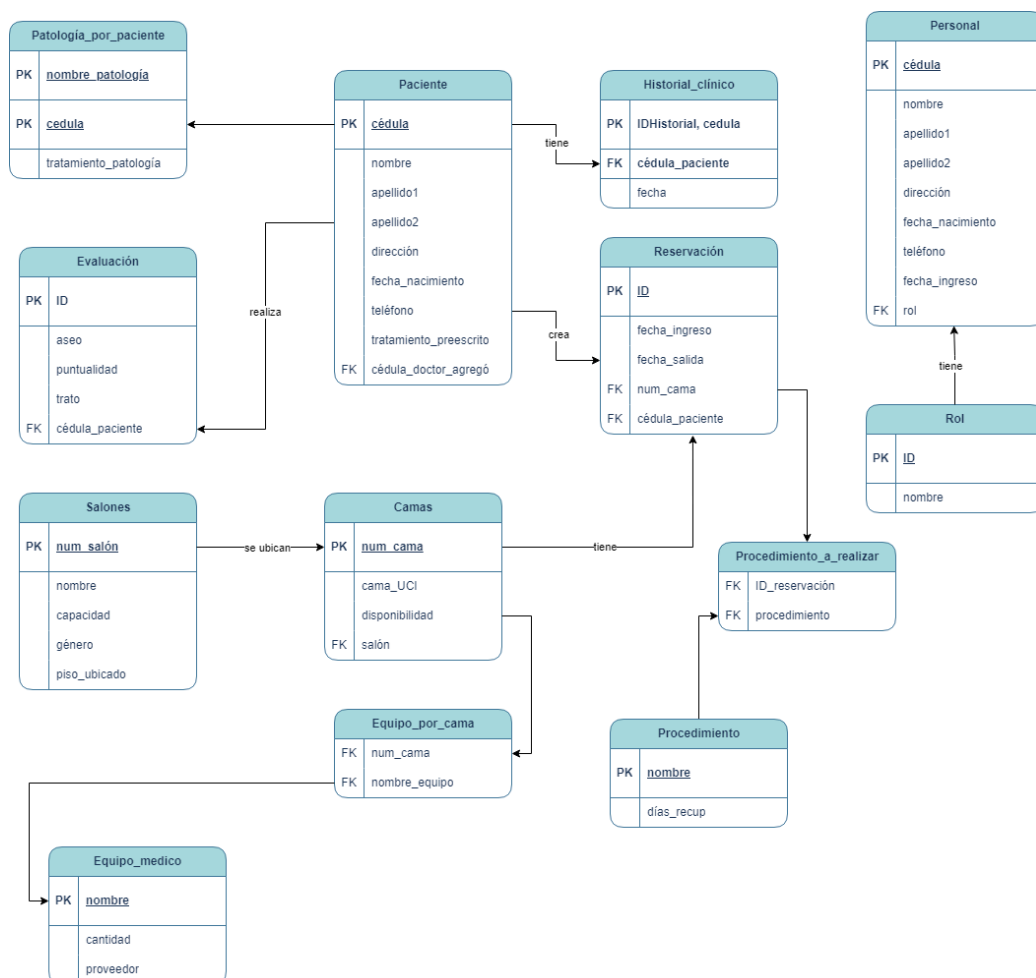 Patología_por_paciente
PK nombre_patología
PK cedula
tratamiento_patología
Paciente
PK cédula
nombre
apellido1
apellido2
dirección
fecha_nacimiento
teléfono
tratamiento_preescrito
FK cédula_doctor_agregó
Historial_clínico
PK IDHistorial, cedula
FK cédula_paciente
fecha
tiene
Personal
PK cédula
nombre
apellido1
apellido2
dirección
fecha_nacimiento
teléfono
fecha_ingreso
FK rol
Evaluación
PK ID
aseo
puntualidad
trato
FK cédula_paciente
realiza
Reservación
PK ID
fecha_ingreso
fecha_salida
FK num_cama
FK cédula_paciente
crea
tiene
Rol
PK ID
nombre
Salones
PK num_salón
nombre
capacidad
género
piso_ubicado
se ubican
Camas
PK num_cama
cama_UCI
disponibilidad
FK salón
tiene
Procedimiento_a_realizar
FK ID_reservación
FK procedimiento
Equipo_por_cama
FK num_cama
FK nombre_equipo
Procedimiento
PK nombre
días_recup
Equipo_medico
PK nombre
cantidad
proveedor